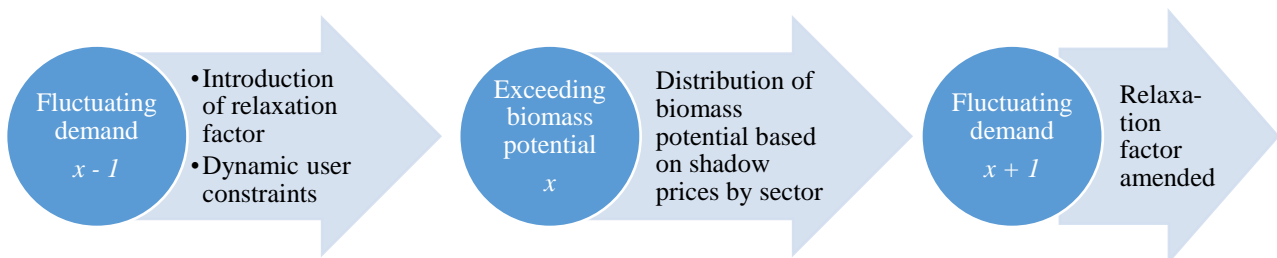 Fluctuating
demand
x - 1
•Introduction
of relaxation
factor
•Dynamic user
constraints
Exceeding
biomass
potential
x
Distribution of
biomass
potential based
on shadow
prices by sector
Fluctuating
demand
x + 1
Relaxa-
tion
factor
amended